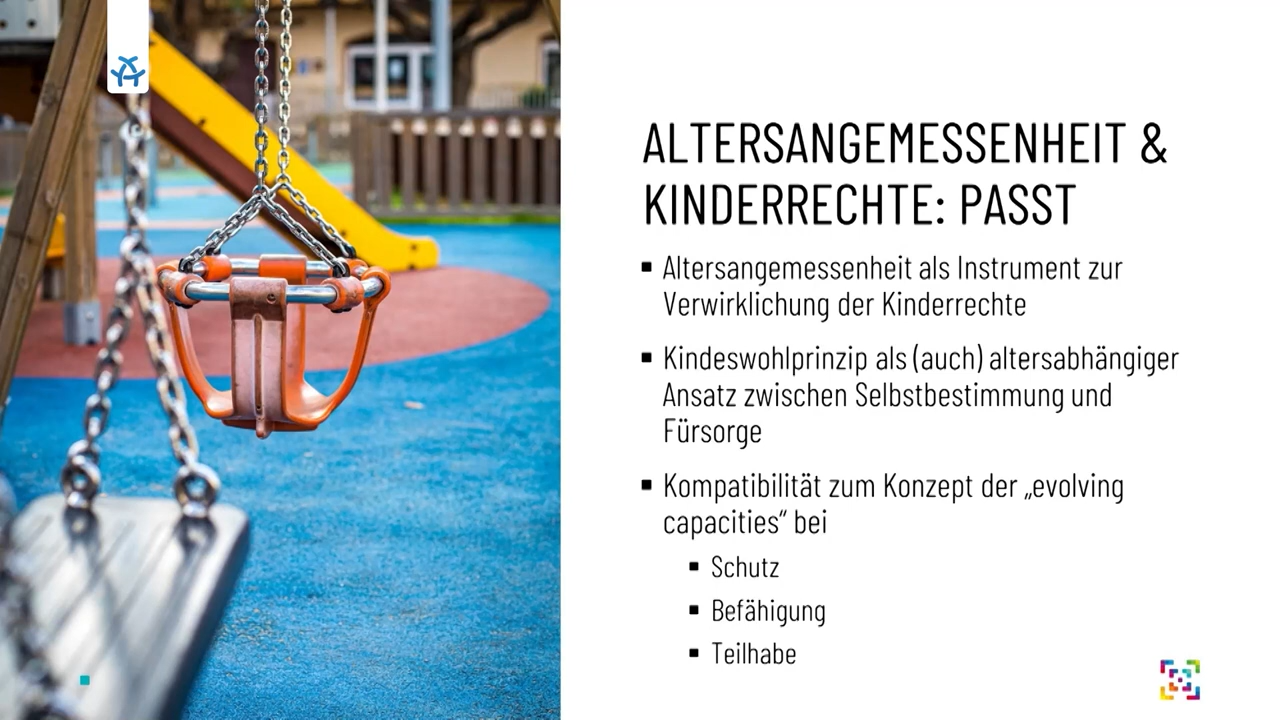 ALTERSANGEMESSENHEIT &
KINDERRECHTE: PASST
▪ Altersangemessenheit als Instrument zur
Verwirklichung der Kinderrechte
▪ Kindeswohlprinzip als (auch) altersabhängiger
Ansatz zwischen Selbstbestimmung und
Fürsorge
▪ Kompatibilität zum Konzept der „evolving
capacities“ bei
▪ Schutz
▪ Befähigung
▪ Teilhabe